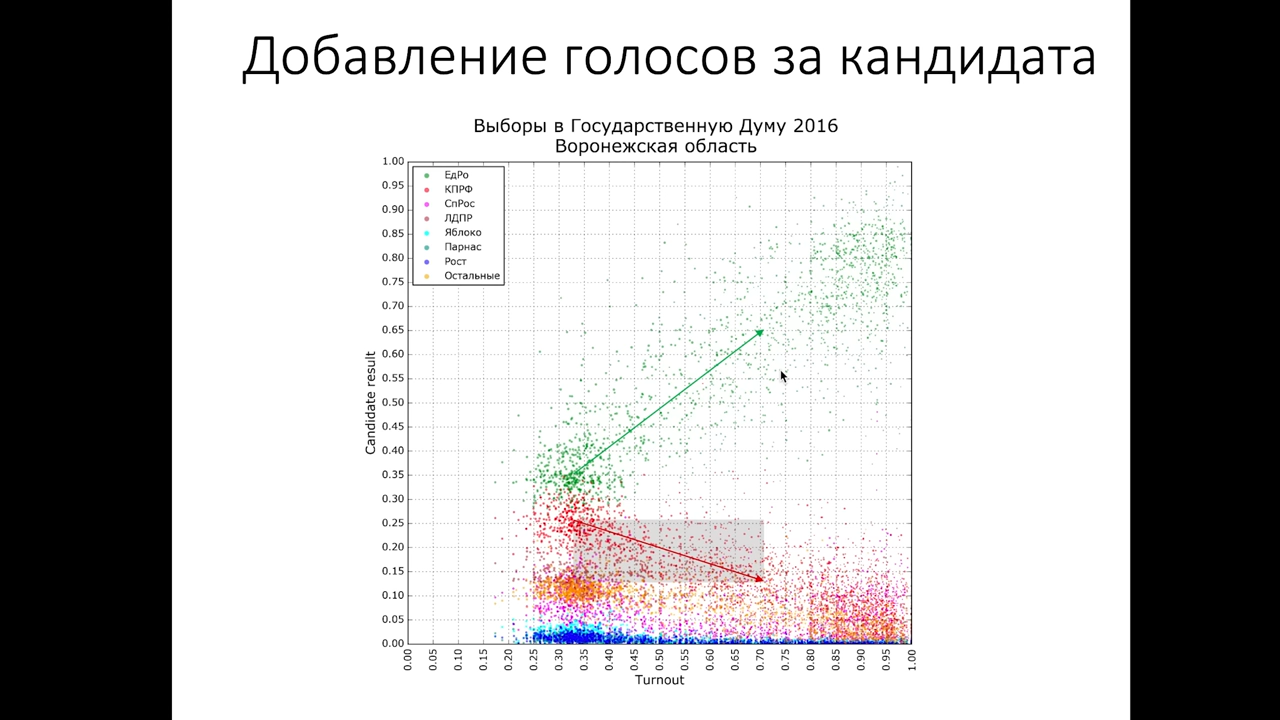 Добавление голосов за кандидата
Выборы в Государственную Думу 2016
Воронежская область
ЕдРо
КПРФ
СпРос
ЛДПР
Яблоко
Парнас
Рост
Остальные
Candidate result
1.00
0.95
0.90
0.85
0.80
0.75
0.70
0.65
0.60
0.55
0.50
0.45
0.40
0.35
0.30
0.25
0.20
0.15
0.10
0.05
0.00
0.00 0.05 0.10 0.15 0.20 0.25 0.30 0.35 0.40 0.45 0.50 0.55 0.60 0.65 0.70 0.75 0.80 0.85 0.90 0.95 1.00
Turnout